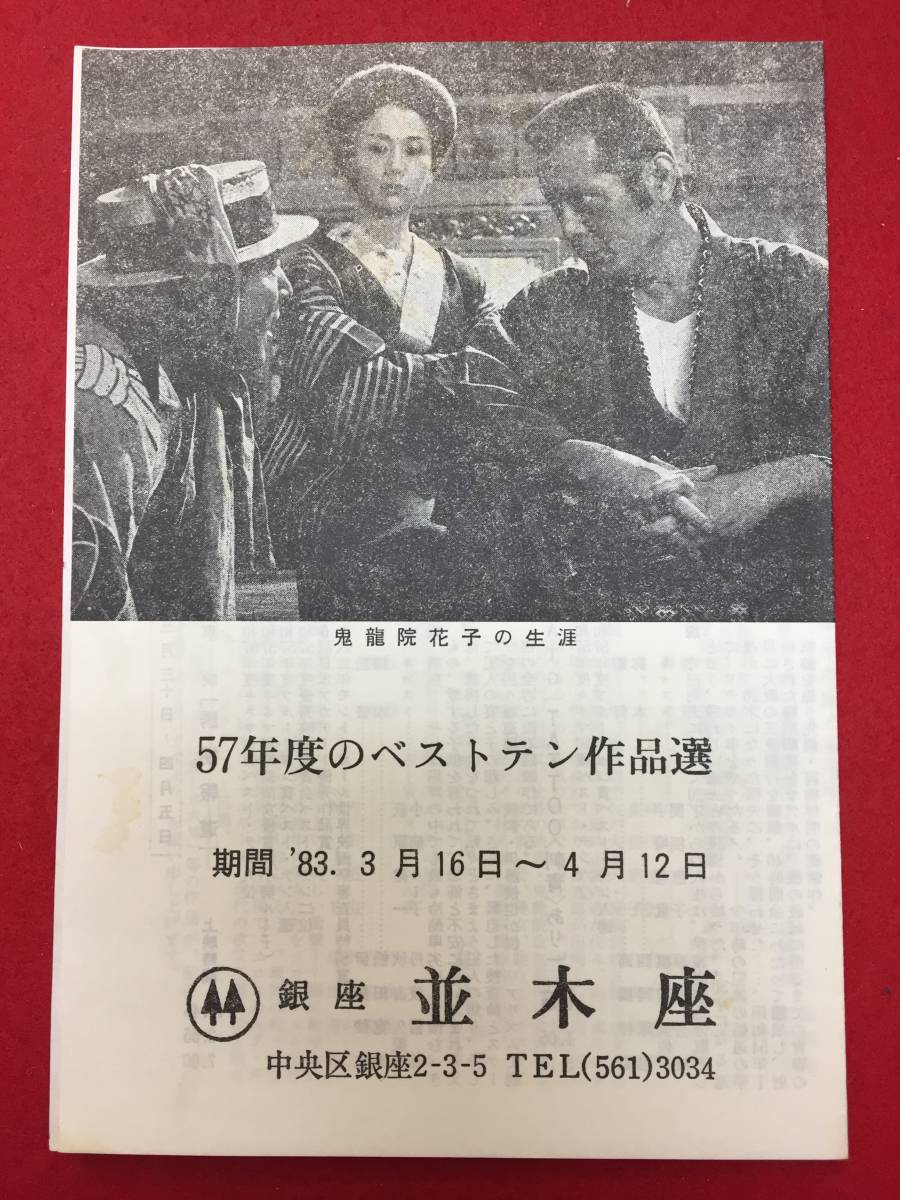 鬼龍院花子の生涯
57年度のベストテン作品選
期間 '83. 3 月16日～ 4 月12日
銀座 並木座
中央区銀座2-3-5 TEL(561)3034